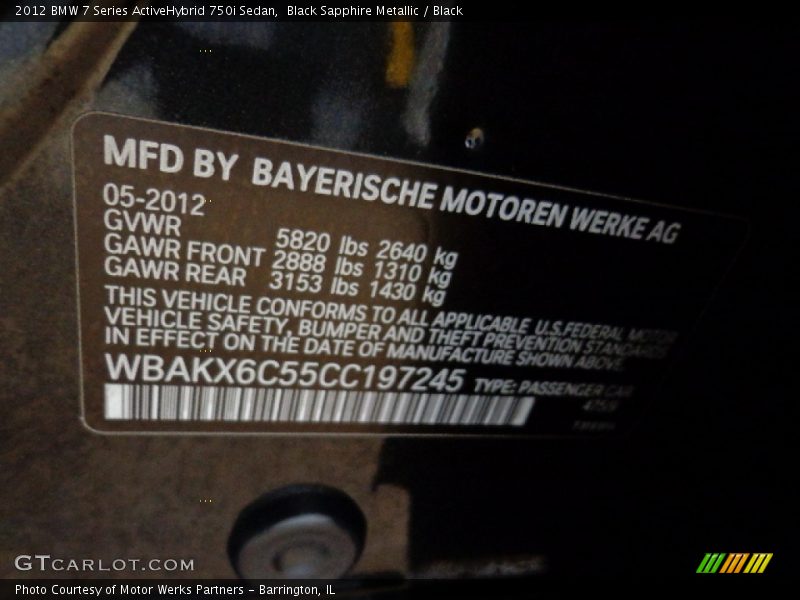 2012 BMW 7 Series ActiveHybrid 750i Sedan,  Black Sapphire Metallic / Black
MFD BY BAYERISCHE MOTOREN WERKE AG
05-2012
GVWR 5820 lbs 2640 kg
GAWR FRONT 2888 lbs 1310 kg
GAWR REAR 3153 lbs 1430 kg
THIS VEHICLE CONFORMS TO ALL APPLICABLE U.S.FEDERAL MOTOR
VEHICLE SAFETY, BUMPER AND THEFT PREVENTION STANDARDS
IN EFFECT ON THE DATE OF MANUFACTURE SHOWN ABOVE.
WBAKX6C55CC197245 TYPE: PASSENGER CAR
GTCARLOT.COM
Photo Courtesy of Motor Werks Partners - Barrington, IL